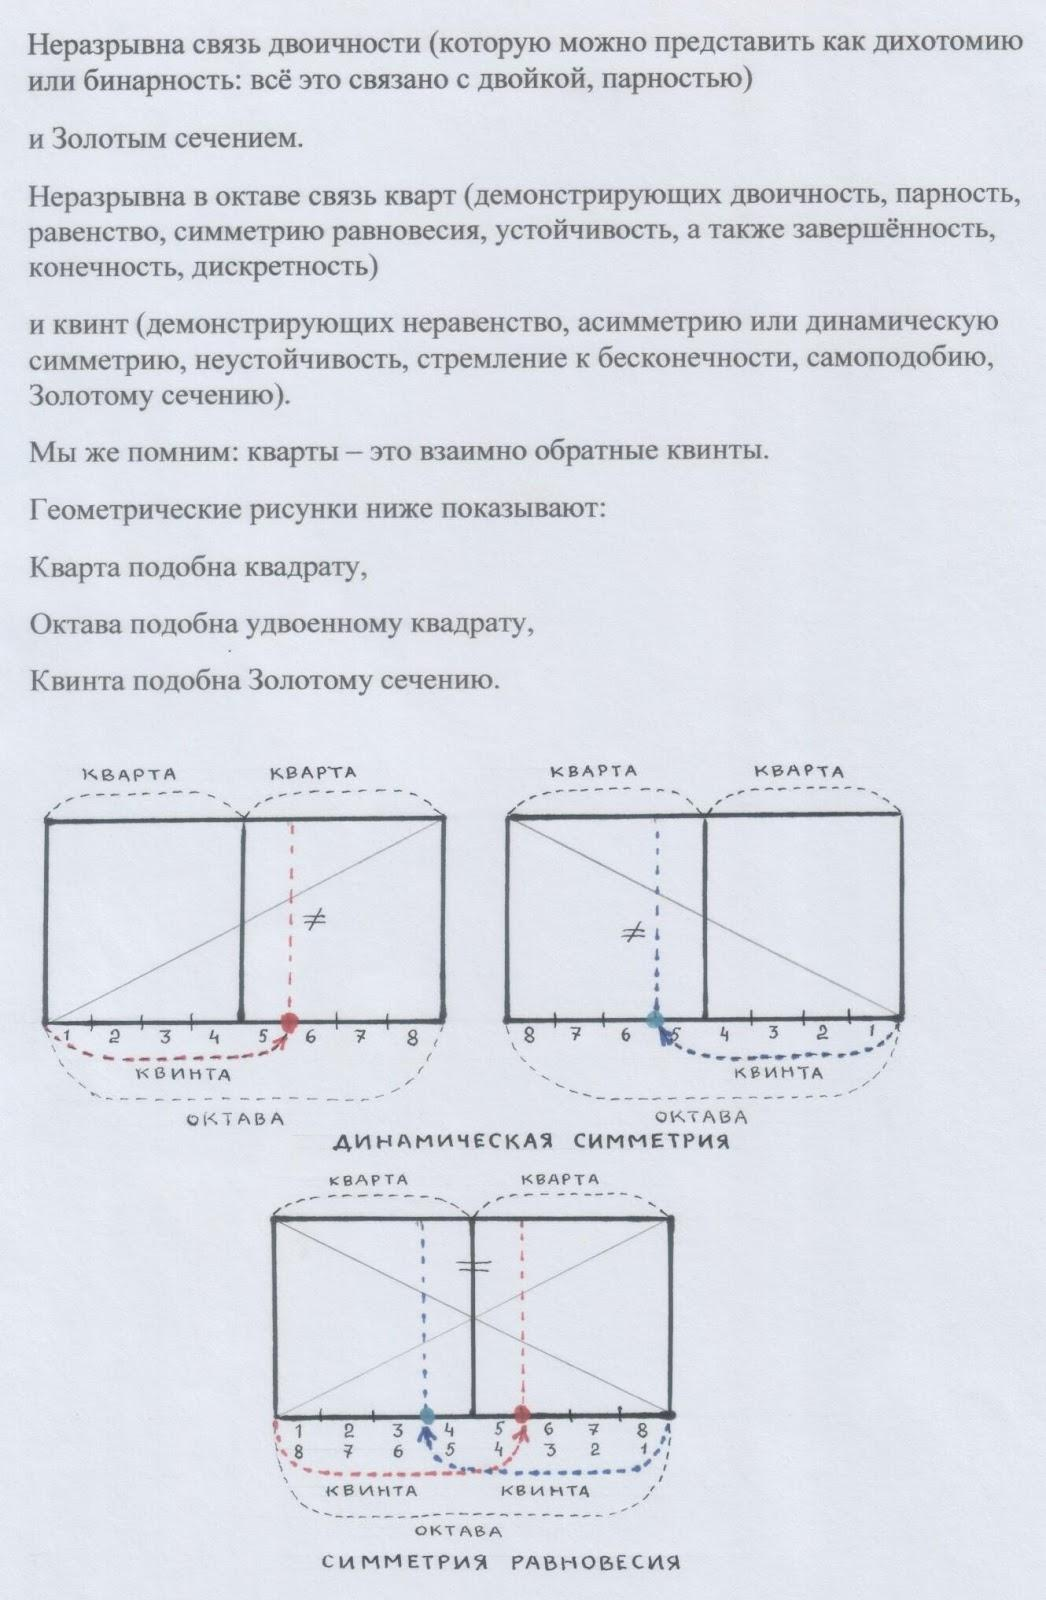 Неразрывна связь двоичности (которую можно представить как дихотомию
или бинарность: всё это связано с двойкой, парностью)
и Золотым сечением.
Неразрывна в октаве связь кварт (демонстрирующих двоичность, парность,
равенство, симметрию равновесия, устойчивость, а также завершённость,
конечность, дискретность)
и квинт (демонстрирующих неравенство, асимметрию или динамическую
симметрию, неустойчивость, стремление к бесконечности, самоподобию,
Золотому сечению).
Мы же помним: кварты – это взаимно обратные квинты.
Геометрические рисунки ниже показывают:
Кварта подобна квадрату,
Октава подобна удвоенному квадрату,
Квинта подобна Золотому сечению.
КВАРТА КВАРТА КВАРТА КВАРТА
≠ ≠
1 2 3 4 5 6 7 8 8 7 6 5 4 3 2 1
КВИНТА КВИНТА
ОКТАВА ОКТАВА
ДИНАМИЧЕСКАЯ СИММЕТРИЯ
КВАРТА КВАРТА
=
1 2 3 4 5 6 7 8
8 7 6 5 4 3 2 1
КВИНТА КВИНТА
ОКТАВА
СИММЕТРИЯ РАВНОВЕСИЯ